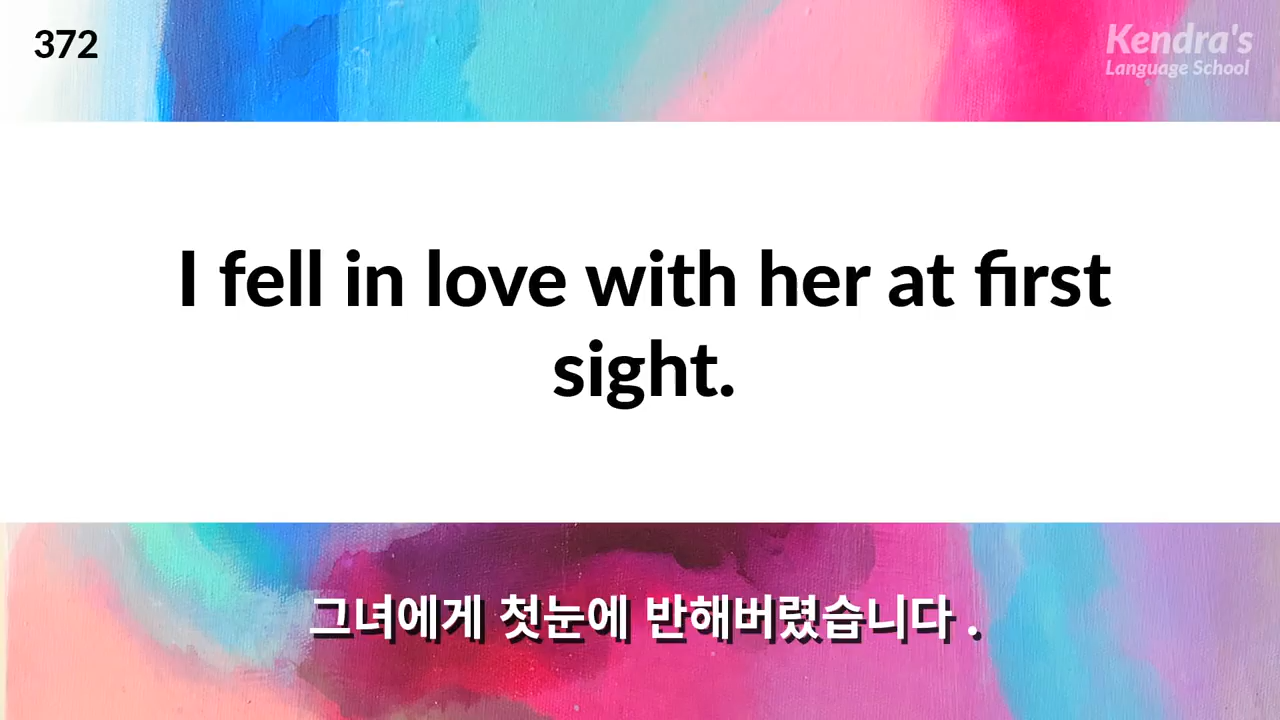 372
Kendra's
Language School
I fell in love with her at first
sight.
그녀에게 첫눈에 반해버렸습니다 .